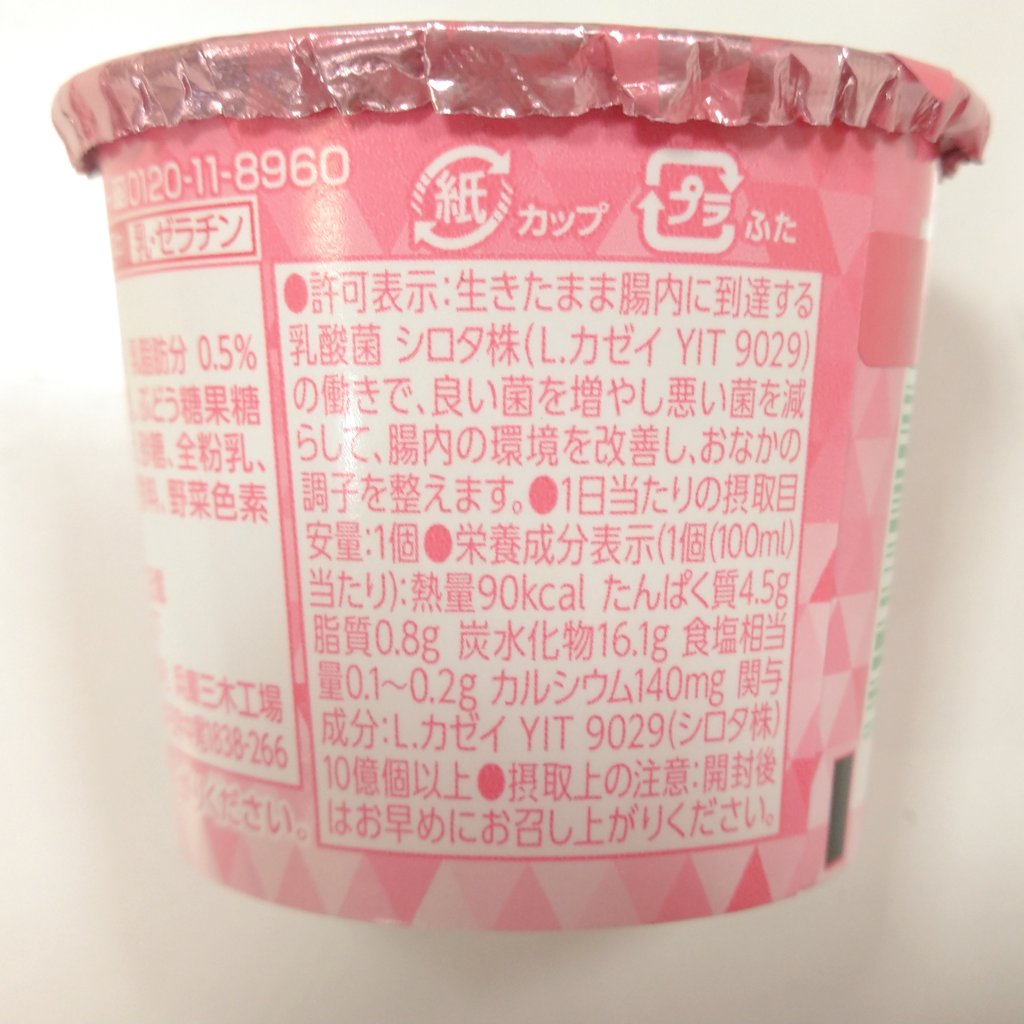 0120-11-8960
紙 カップ
プラ ふた
乳・ゼラチン
脂肪分 0.5%
ぶどう糖果糖
糖、全粉乳、
野菜色素
三木工場
838-266
ください。
●許可表示：生きたまま腸内に到達する
乳酸菌 シロタ株(L.カゼイ YIT 9029)
の働きで、良い菌を増やし悪い菌を減
らして、腸内の環境を改善し、おなかの
調子を整えます。●1日当たりの摂取目
安量：1個●栄養成分表示(1個(100ml)
当たり)：熱量90kcal たんぱく質4.5g
脂質0.8g 炭水化物16.1g 食塩相当
量0.1〜0.2g カルシウム140mg 関与
成分：L.カゼイ YIT 9029(シロタ株)
10億個以上●摂取上の注意：開封後
はお早めにお召し上がりください。